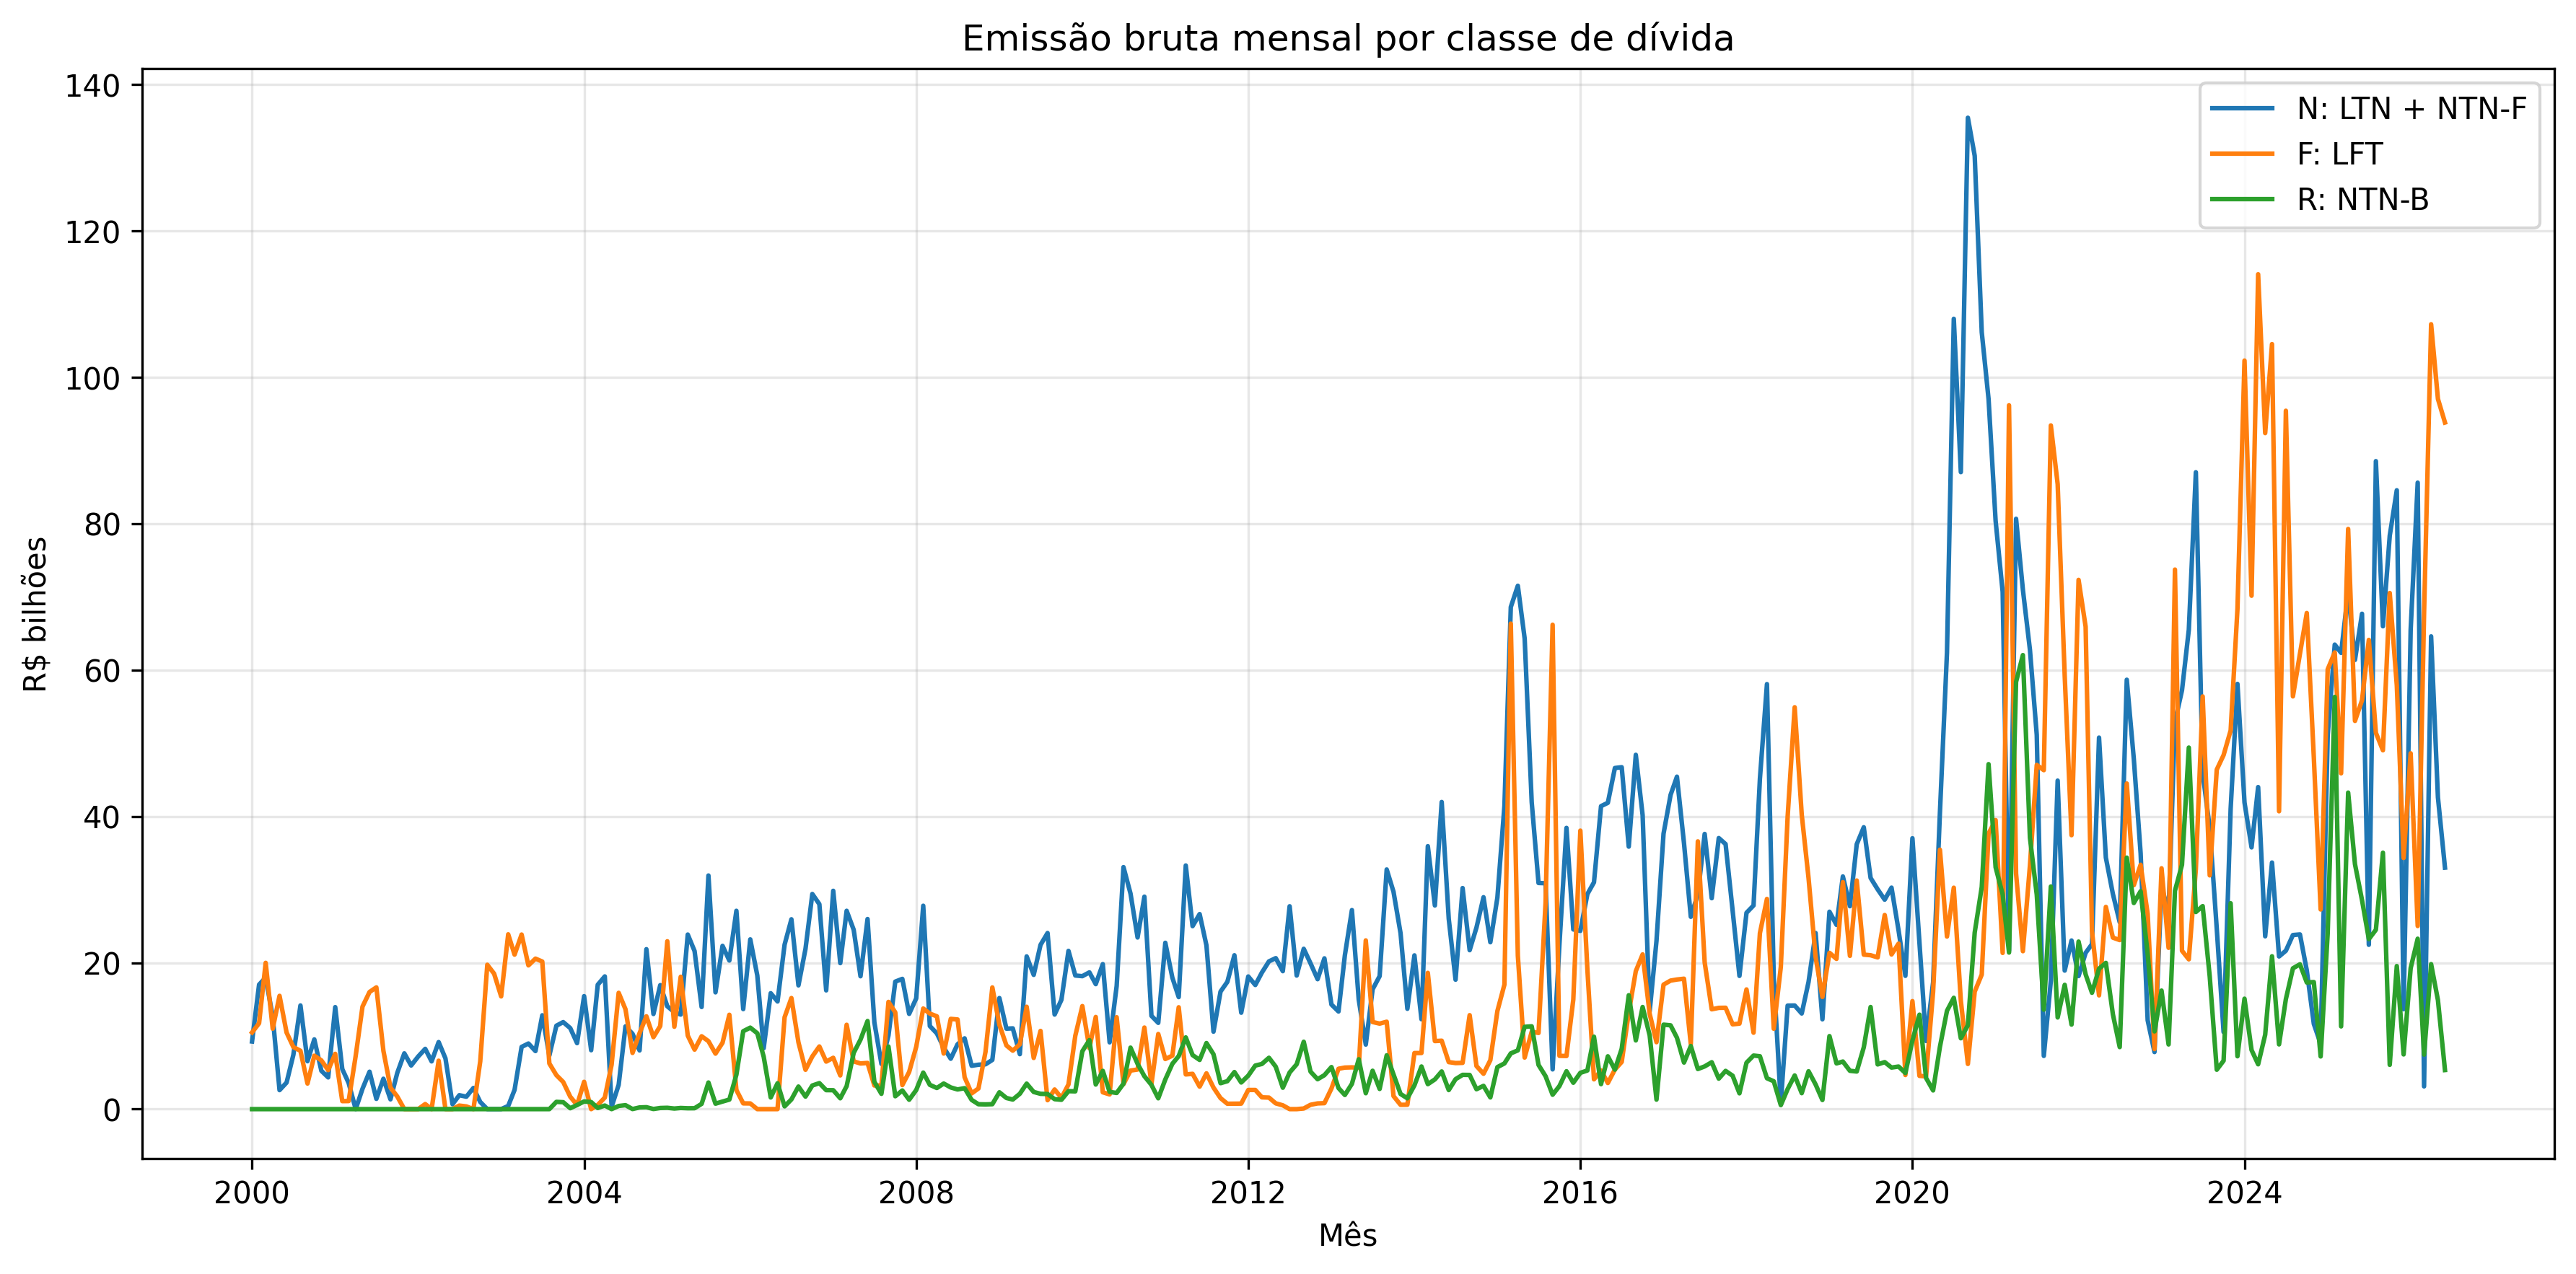 Emissão bruta mensal por classe de dívida
N: LTN + NTN-F
F: LFT
R: NTN-B
R$ bilhões
140
120
100
80
60
40
20
0
2000 2004 2008 2012 2016 2020 2024
Mês